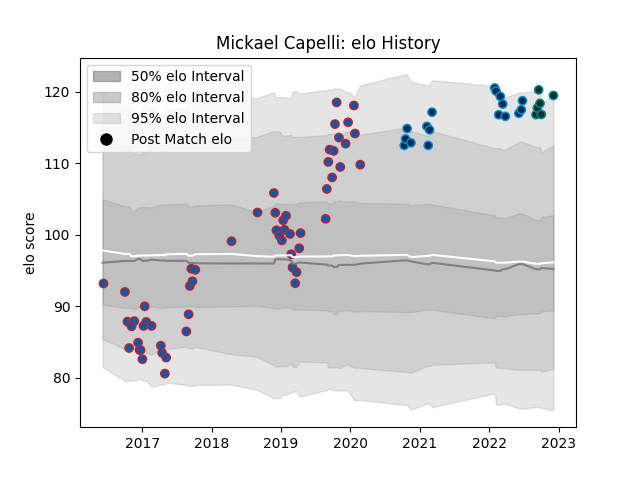 Mickael Capelli: elo History
50% elo Interval
80% elo Interval
95% elo Interval
Post Match elo
elo score
120
110
100
90
80
2017 2018 2019 2020 2021 2022 2023